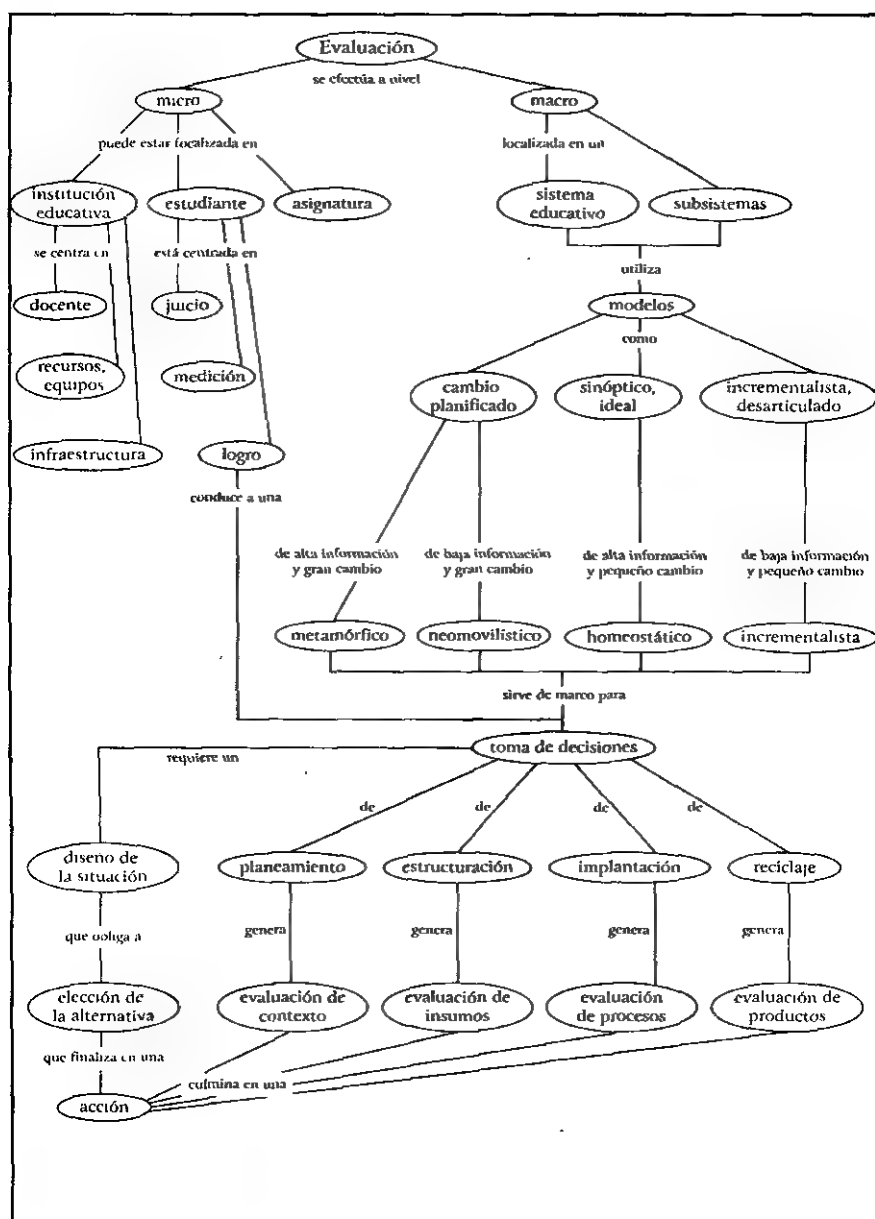 Evaluación
se efectúa a nivel
micro
macro
puede estar focalizada en
localizada en un
institución
educativa
estudiante
asignatura
sistema
educativo
subsistemas
se centra en
está centrada en
utiliza
docente
juicio
modelos
como
recursos,
equipos
medición
cambio
planificado
sinóptico,
ideal
incrementalista,
desarticulado
infraestructura
logro
conduce a una
de alta información
y gran cambio
de baja información
y gran cambio
de alta información
y pequeño cambio
de baja información
y pequeño cambio
metamórfico
neomovilístico
homeostático
incrementalista
sirve de marco para
toma de decisiones
requiere un
de
de
de
de
diseño de
la situación
planeamiento
estructuración
implantación
reciclaje
que obliga a
genera
genera
genera
genera
elección de
la alternativa
evaluación de
contexto
evaluación de
insumos
evaluación
de procesos
evaluación de
productos
que finaliza en una
culmina en una
acción